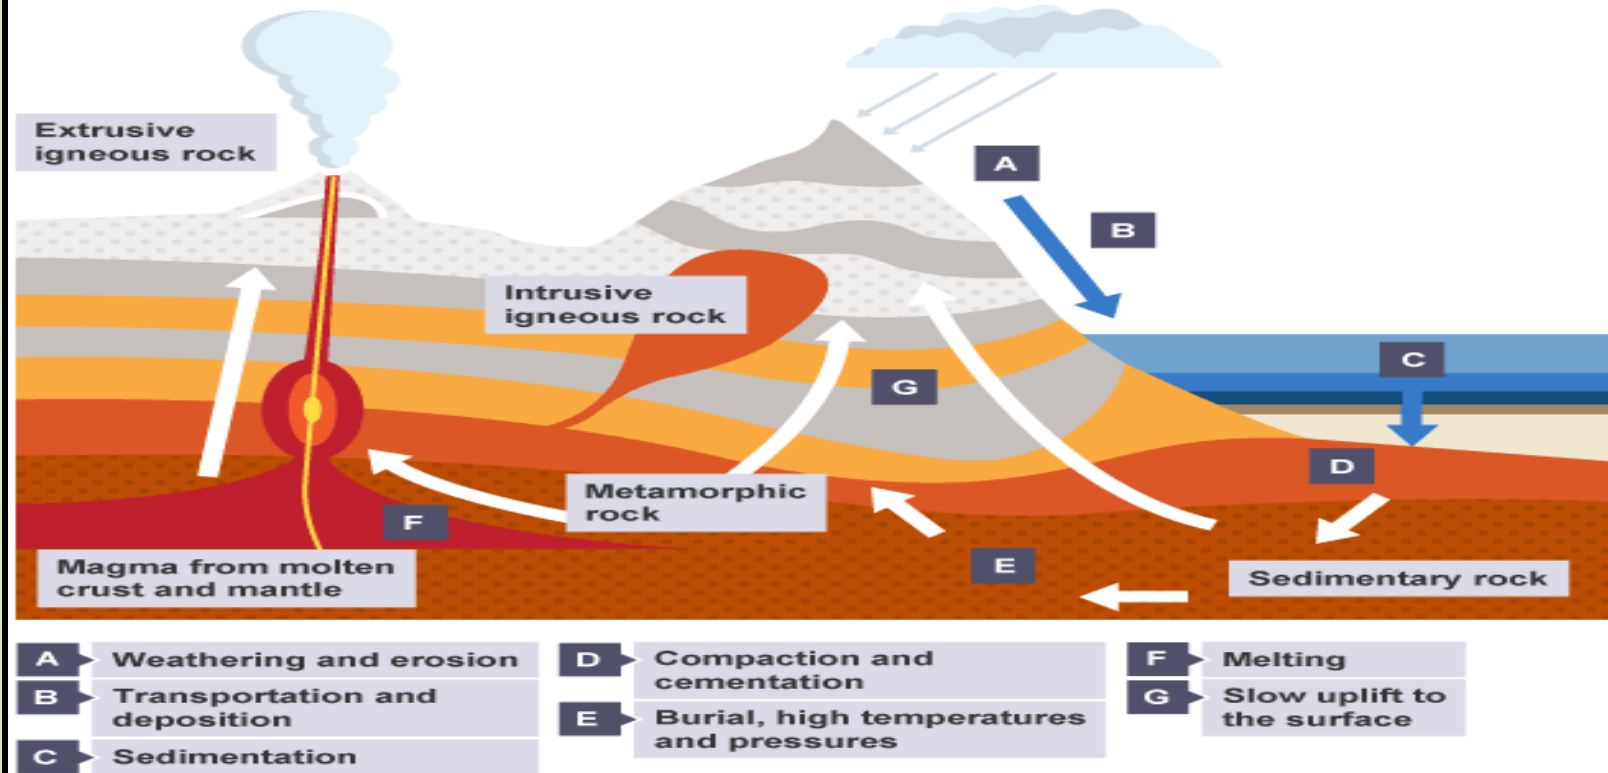 Extrusive
igneous rock
A
B
Intrusive
igneous rock
C
G
D
Metamorphic
rock
F
E
Magma from molten
crust and mantle
Sedimentary rock
A Weathering and erosion
B Transportation and
deposition
C Sedimentation
D Compaction and
cementation
E Burial, high temperatures
and pressures
F Melting
G Slow uplift to
the surface